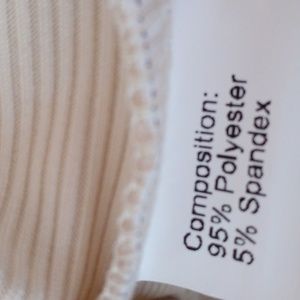 Composition:
95% Polyester
5% Spandex